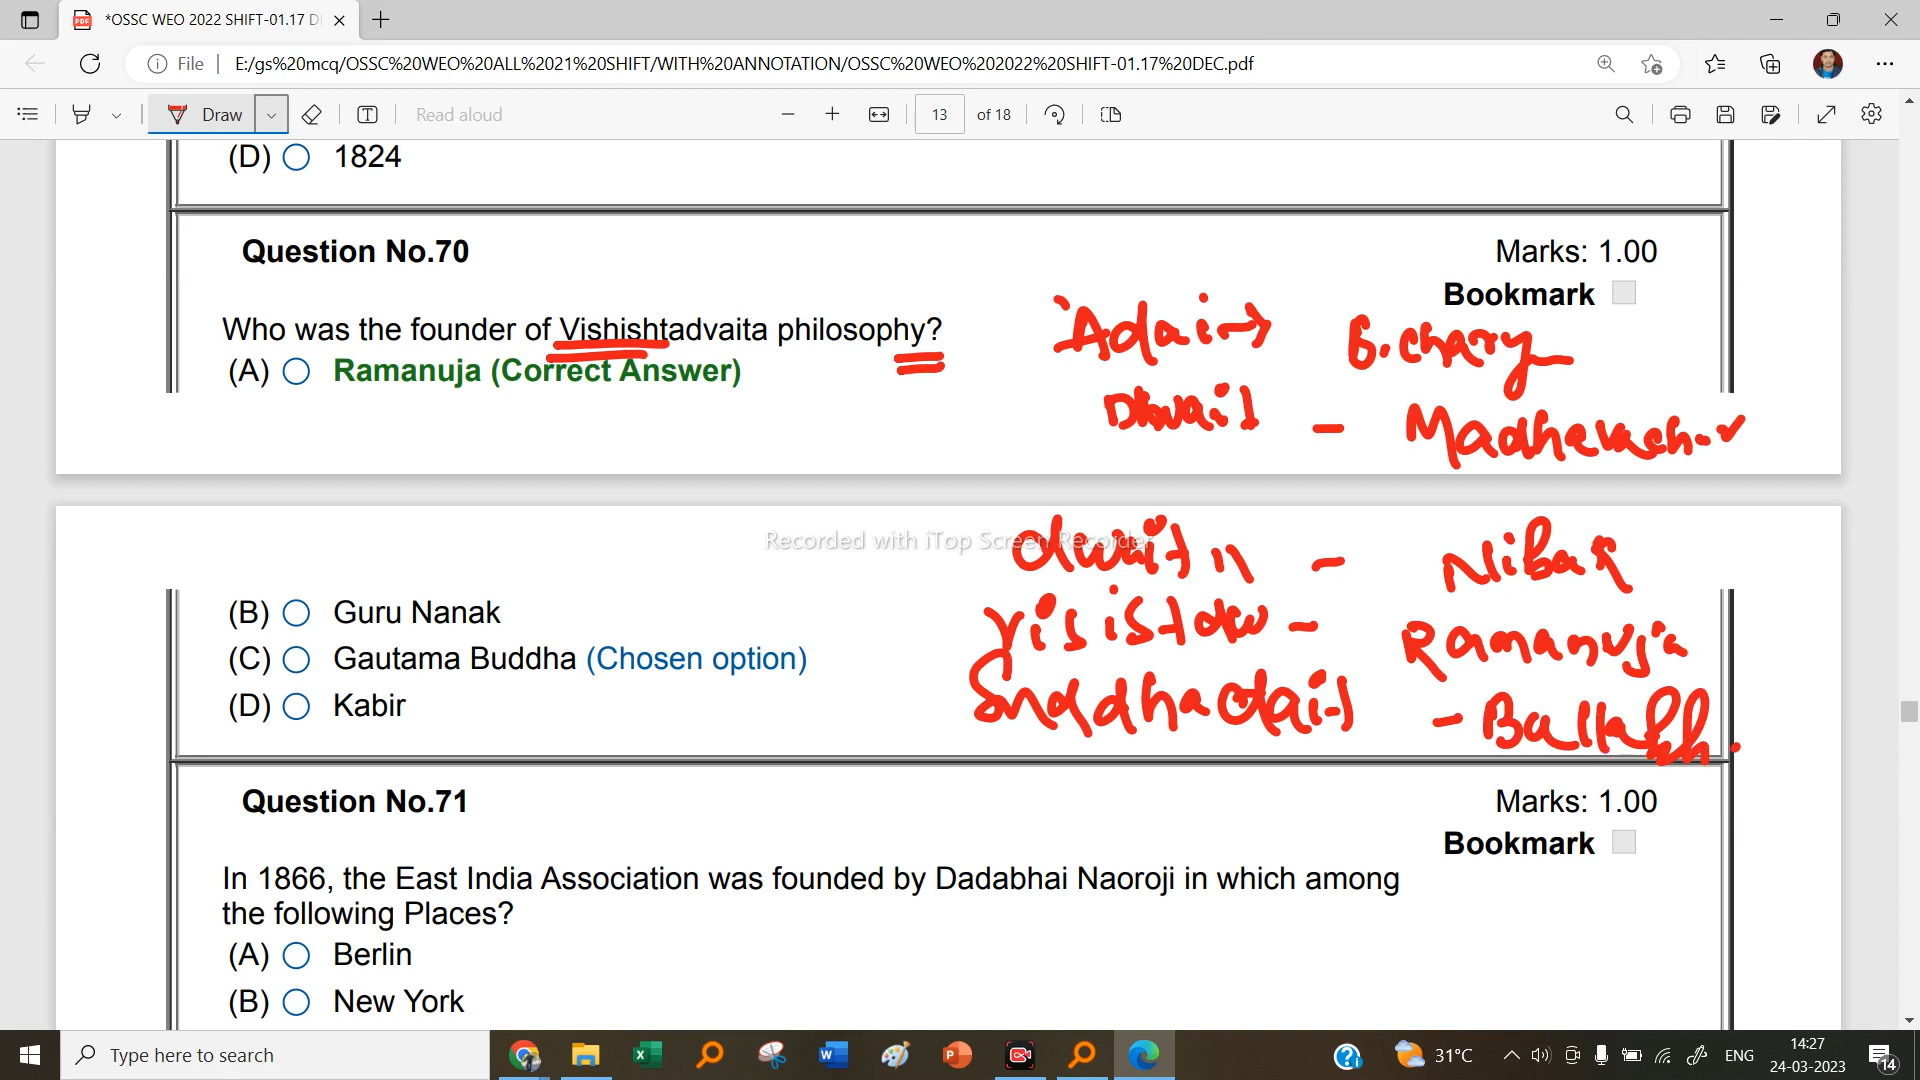 *OSSC WEO 2022 SHIFT-01.17 D
File
E:/gs%20mcq/OSSC%20WEO%20ALL%2021%20SHIFT/WITH%20ANNOTATION/OSSC%20WEO%202022%20SHIFT-01.17%20DEC.pdf
Draw
Read aloud
13 of 18
(D) 1824
Question No.70 Marks: 1.00
Bookmark
Who was the founder of Vishishtadvaita philosophy?
(A) Ramanuja (Correct Answer)
Dwait - 
dwait - 
Ramanuja
Recorded with iTop Screen Recorder
(B) Guru Nanak
(C) Gautama Buddha (Chosen option)
(D) Kabir
Question No.71 Marks: 1.00
Bookmark
In 1866, the East India Association was founded by Dadabhai Naoroji in which among
the following Places?
(A) Berlin
(B) New York
Type here to search
31°C
ENG
14:27
24-03-2023
14